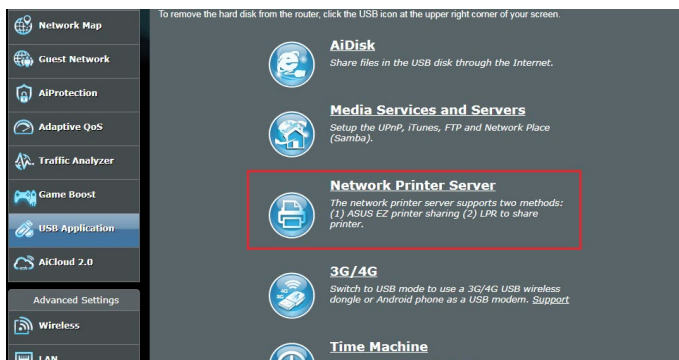 To remove the hard disk from the router, click the USB icon at the upper right corner of your screen.
Network Map
Guest Network
AiProtection
Adaptive QoS
Traffic Analyzer
Game Boost
USB Application
AiCloud 2.0
Advanced Settings
Wireless
LAN
AiDisk
Share files in the USB disk through the Internet.
Media Services and Servers
Setup the UPnP, iTunes, FTP and Network Place
(Samba).
Network Printer Server
The network printer server supports two methods:
(1) ASUS EZ printer sharing (2) LPR to share
printer.
3G/4G
Switch to USB mode to use a 3G/4G USB wireless
dongle or Android phone as a USB modem. Support
Time Machine